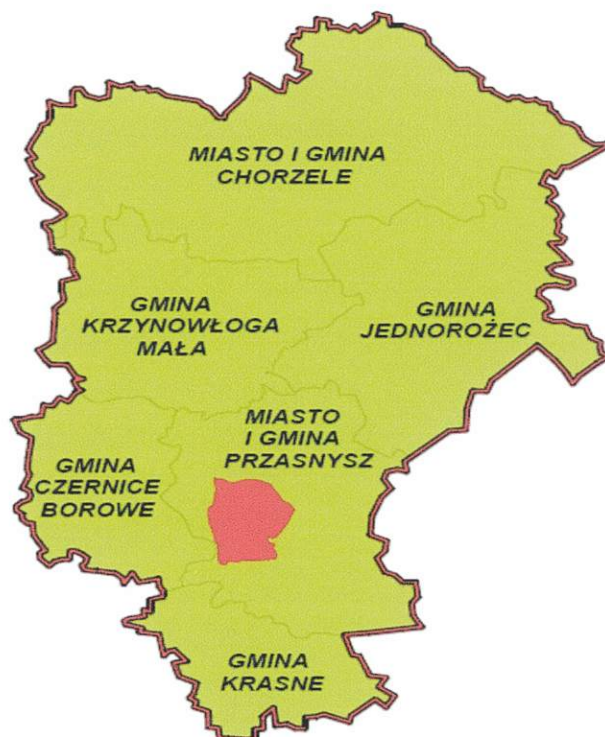 MIASTO I GMINA
CHORZELE
GMINA
KRZYNOWŁOGA
MAŁA
GMINA
JEDNOROŻEC
MIASTO
I GMINA
PRZASNYSZ
GMINA
CZERNICE
BOROWE
GMINA
KRASNE